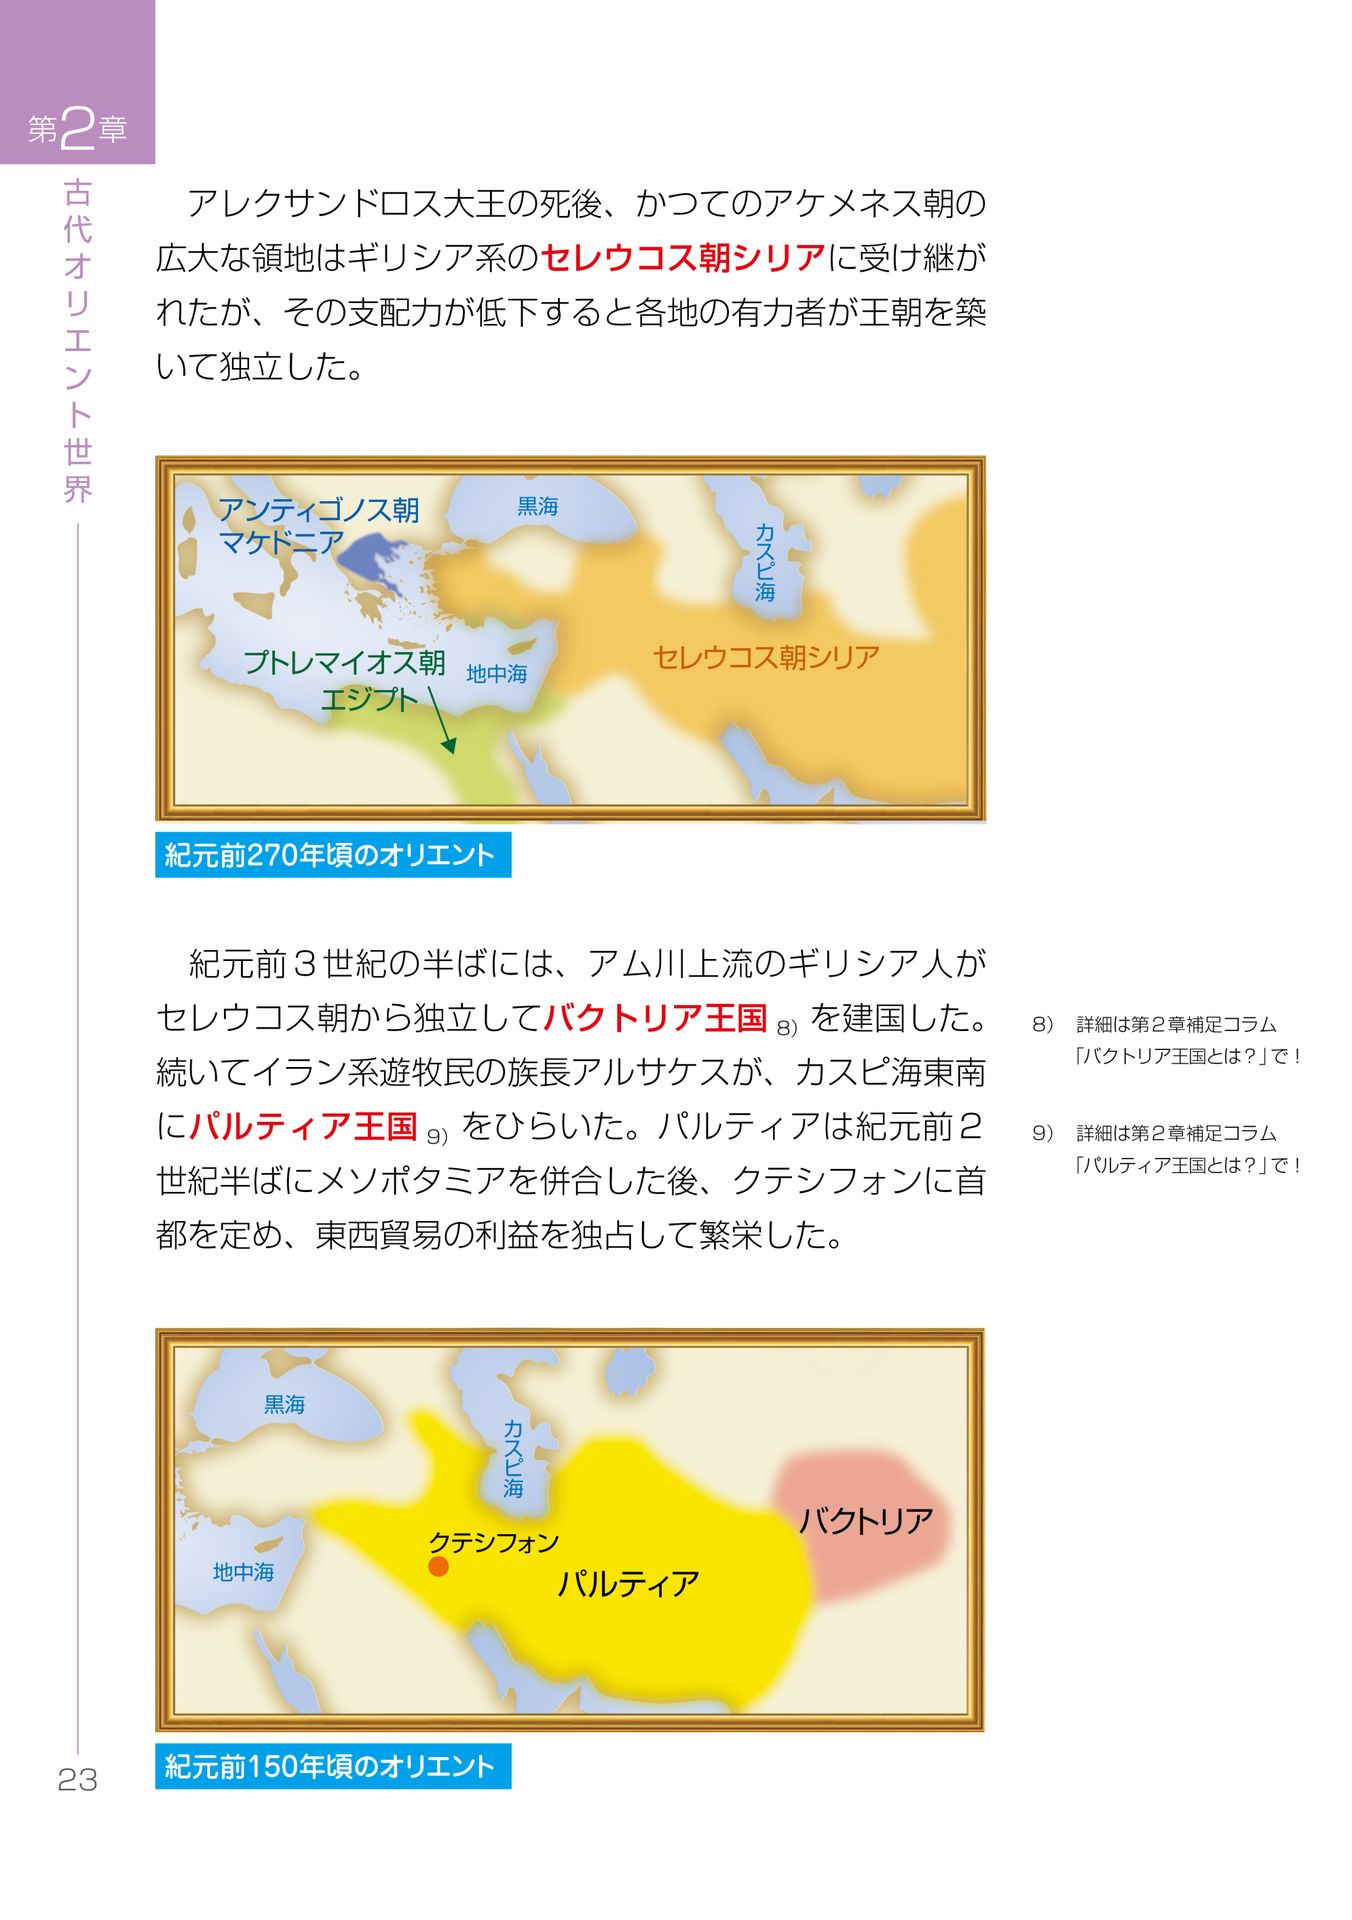 第2章
古代オリエント世界
アレクサンドロス大王の死後、かつてのアケメネス朝の
広大な領地はギリシア系のセレウコス朝シリアに受け継が
れたが、その支配力が低下すると各地の有力者が王朝を築
いて独立した。
アンティゴノス朝
マケドニア
黒海
カスピ海
プトレマイオス朝
エジプト
地中海
セレウコス朝シリア
紀元前270年頃のオリエント
紀元前３世紀の半ばには、アム川上流のギリシア人が
セレウコス朝から独立してバクトリア王国 8) を建国した。
続いてイラン系遊牧民の族長アルサケスが、カスピ海東南
にパルティア王国 9) をひらいた。パルティアは紀元前２
世紀半ばにメソポタミアを併合した後、クテシフォンに首
都を定め、東西貿易の利益を独占して繁栄した。
8) 詳細は第２章補足コラム
「バクトリア王国とは？」で！
9) 詳細は第２章補足コラム
「パルティア王国とは？」で！
黒海
カスピ海
地中海
クテシフォン
パルティア
バクトリア
紀元前150年頃のオリエント
23